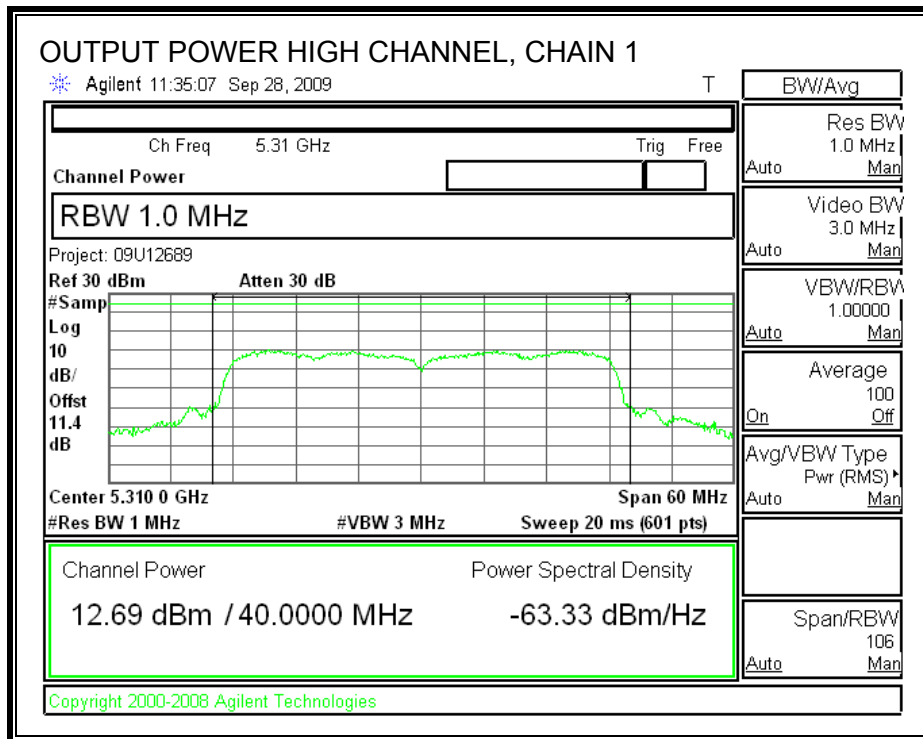 OUTPUT POWER HIGH CHANNEL, CHAIN 1
Agilent 11:35:07 Sep 28, 2009 T
Ch Freq 5.31 GHz Trig Free
Channel Power
RBW 1.0 MHz
Project: 09U12689
Ref 30 dBm Atten 30 dB
#Samp
Log
10
dB/
Offst
11.4
dB
Center 5.310 0 GHz Span 60 MHz
#Res BW 1 MHz #VBW 3 MHz Sweep 20 ms (601 pts)
Channel Power Power Spectral Density
12.69 dBm / 40.0000 MHz -63.33 dBm/Hz
Copyright 2000-2008 Agilent Technologies
BW/Avg
Res BW
1.0 MHz
Auto Man
Video BW
3.0 MHz
Auto Man
VBW/RBW
1.00000
Auto Man
Average
100
On Off
Avg/VBW Type
Pwr (RMS)
Auto Man
Span/RBW
106
Auto Man